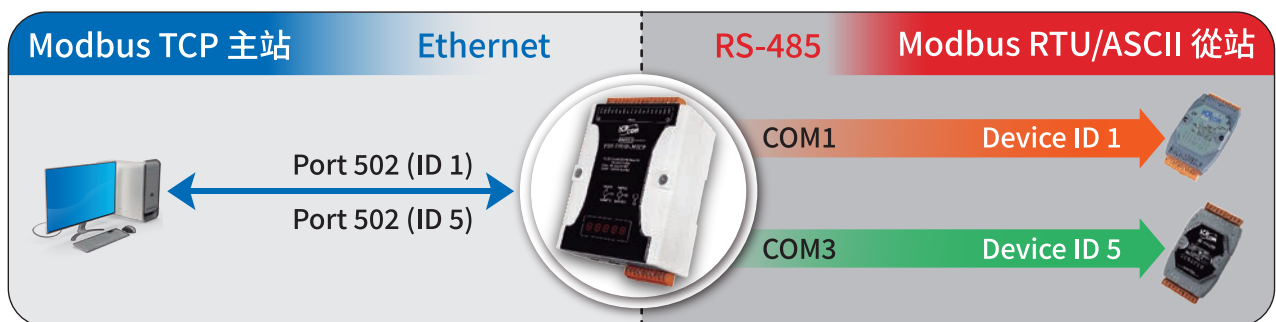 Modbus TCP 主站
Ethernet
RS-485
Modbus RTU/ASCII 從站
Port 502 (ID 1)
Port 502 (ID 5)
COM1
Device ID 1
COM3
Device ID 5